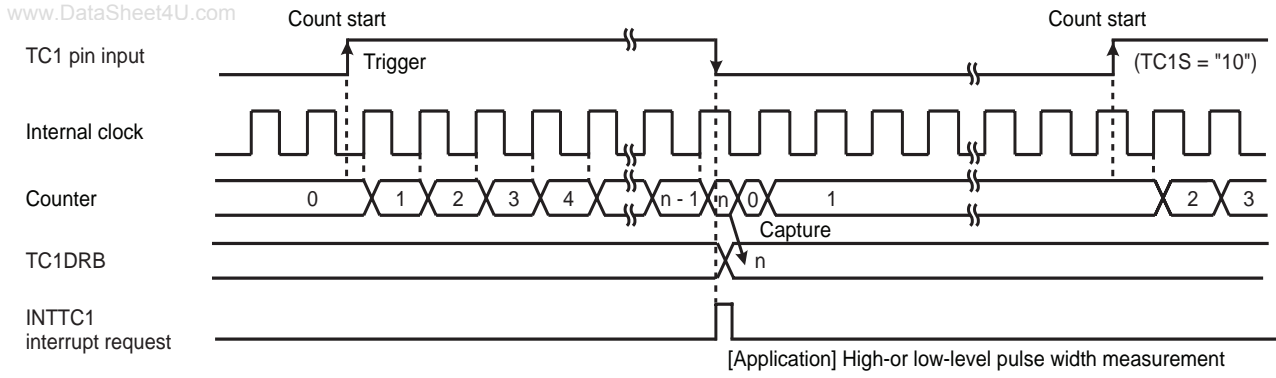 www.DataSheet4U.com
Count start
Count start
TC1 pin input
Trigger
(TC1S = "10")
Internal clock
Counter
0
1
2
3
4
n - 1
n
0
1
2
3
Capture
TC1DRB
n
INTTC1
interrupt request
[Application] High-or low-level pulse width measurement